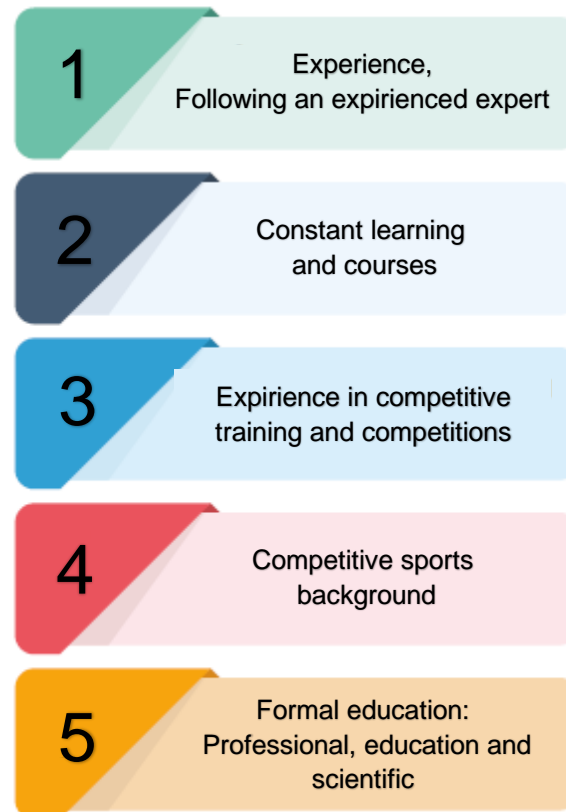 1
Experience,
Following an expirienced expert
2
Constant learning
and courses
3
Expirience in competitive
training and competitions
4
Competitive sports
background
5
Formal education:
Professional, education and
scientific